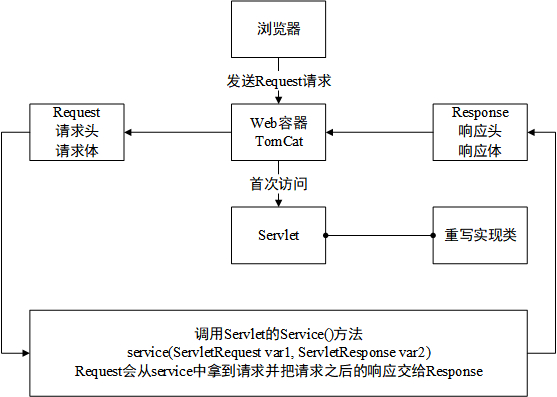 浏览器
发送Request请求
Request
请求头
请求体
Web容器
TomCat
Response
响应头
响应体
首次访问
Servlet
重写实现类
调用Servlet的Service()方法
service(ServletRequest var1, ServletResponse var2)
Request会从service中拿到请求并把请求之后的响应交给Response